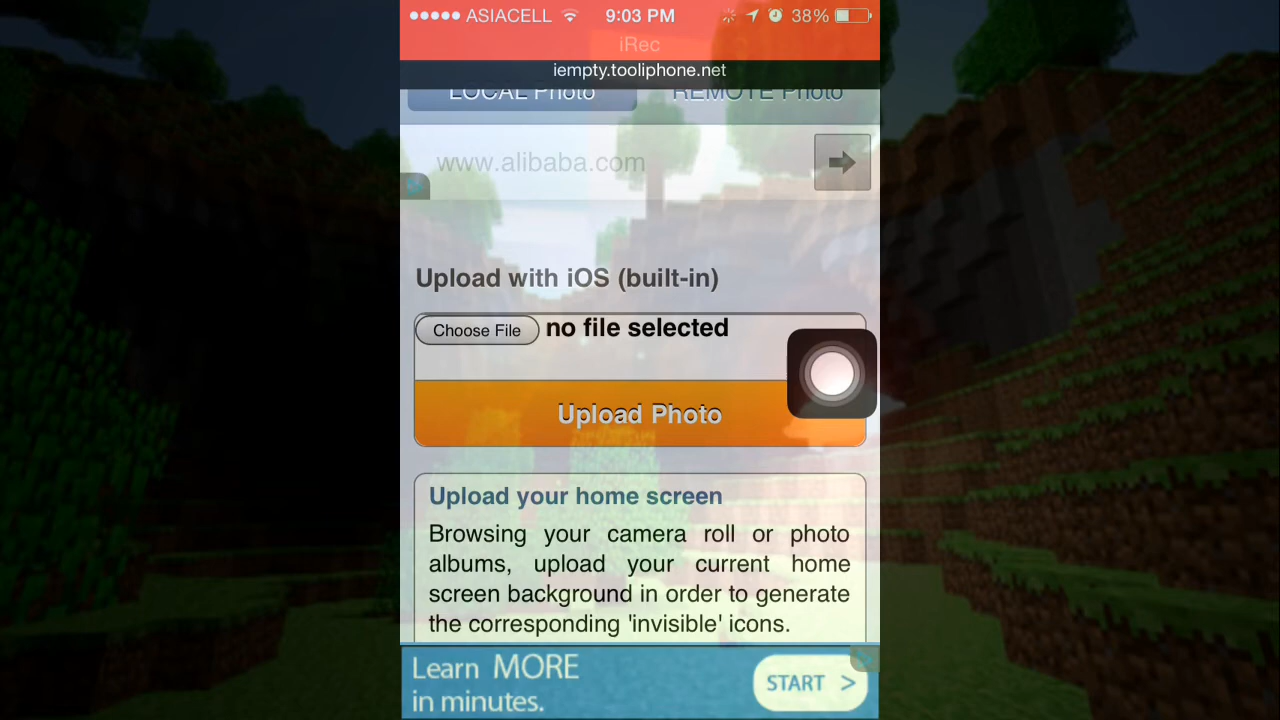 ASIACELL 9:03 PM 38%
iRec
iempty.tooliphone.net
LOCAL Photo REMOTE Photo
www.alibaba.com
Upload with iOS (built-in)
Choose File no file selected
Upload Photo
Upload your home screen
Browsing your camera roll or photo
albums, upload your current home
screen background in order to generate
the corresponding 'invisible' icons.
Learn MORE
in minutes.
START >